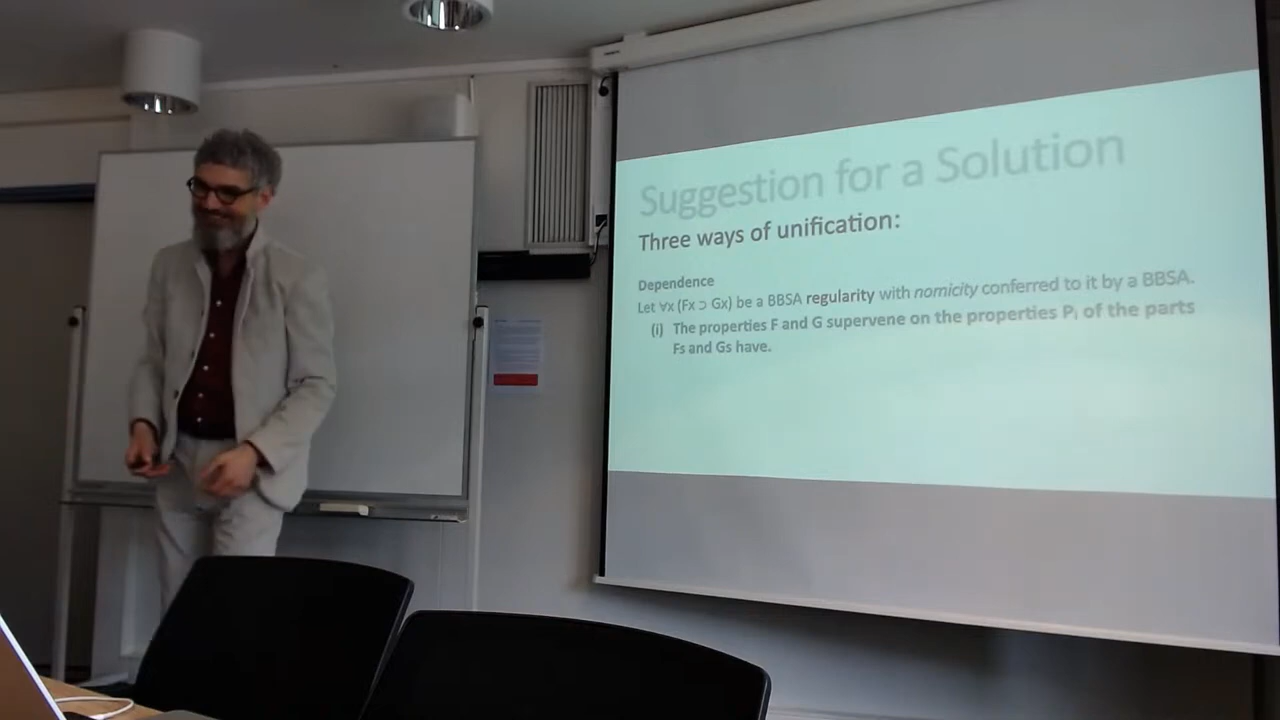 Suggestion for a Solution
Three ways of unification:
Dependence
Let ∀x (Fx ⊃ Gx) be a BBSA regularity with nomicity conferred to it by a BBSA.
(i) The properties F and G supervene on the properties Pᵢ of the parts
Fs and Gs have.